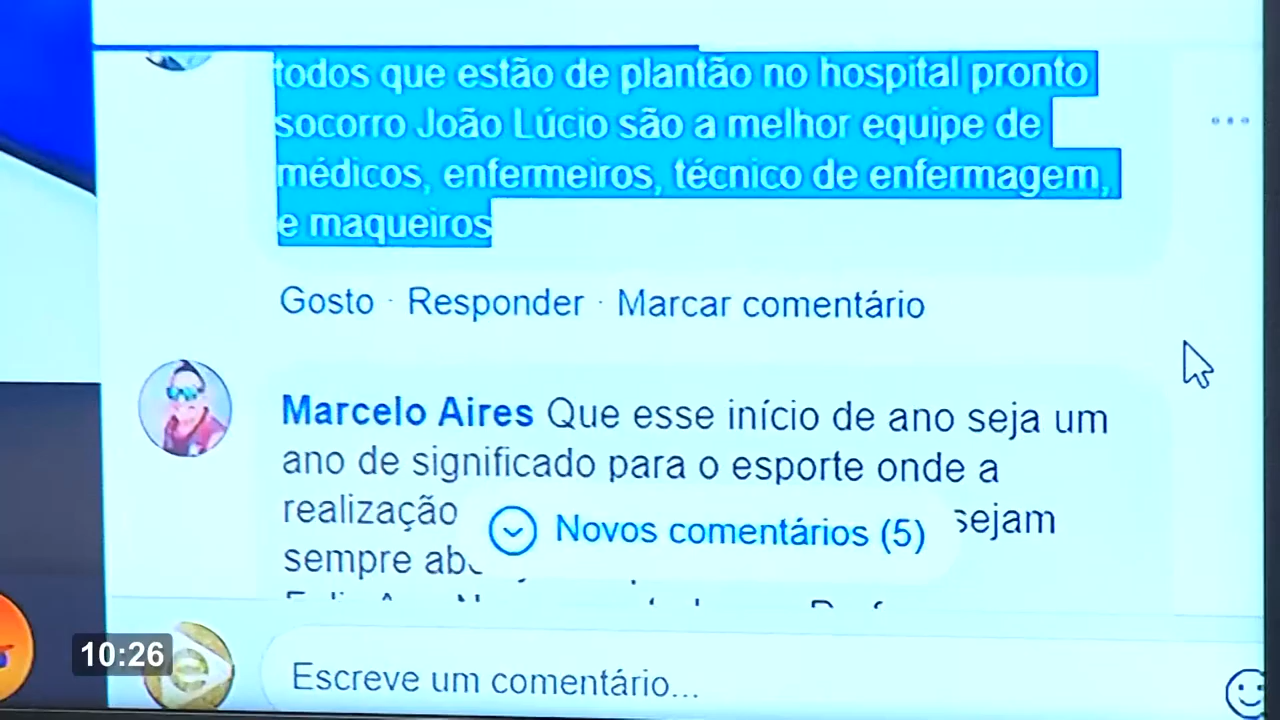 todos que estão de plantão no hospital pronto
socorro João Lúcio são a melhor equipe de
médicos, enfermeiros, técnico de enfermagem,
e maqueiros
Gosto · Responder · Marcar comentário
Marcelo Aires Que esse início de ano seja um
ano de significado para o esporte onde a
realização sejam
sempre
Novos comentários (5)
10:26
e
Escreve um comentário...